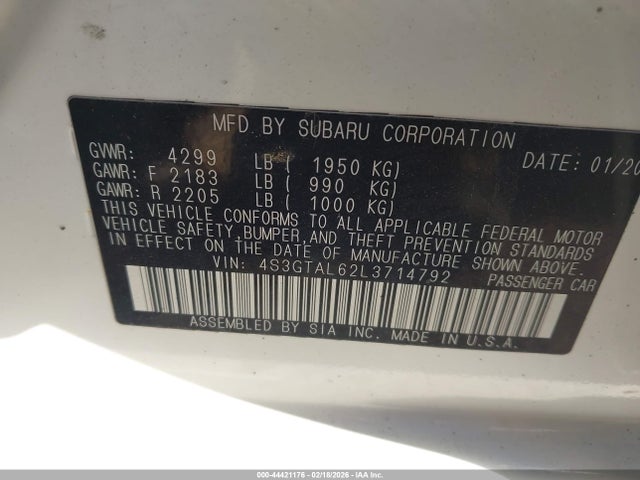 MFD.BY SUBARU CORPORATION
DATE: 01/20
GVWR: 4299 LB ( 1950 KG)
GAWR: F 2183 LB ( 990 KG)
GAWR: R 2205 LB ( 1000 KG)
THIS VEHICLE CONFORMS TO ALL APPLICABLE FEDERAL MOTOR
VEHICLE SAFETY, BUMPER, AND THEFT PREVENTION STANDARDS
IN EFFECT ON THE DATE OF MANUFACTURE SHOWN ABOVE.
VIN: 4S3GTAL62L3714792 PASSENGER CAR
ASSEMBLED BY SIA INC. MADE IN U.S.A.
000-44421176 - 02/18/2026 - IAAI.COM